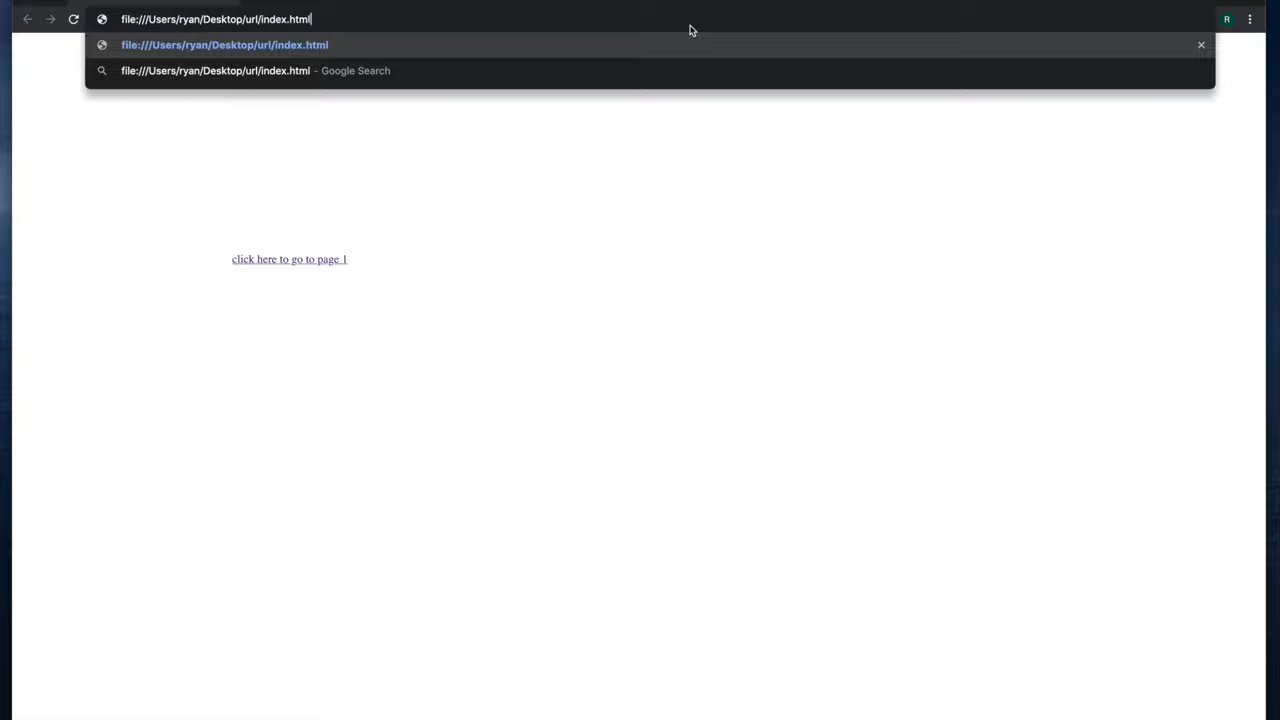 file:///Users/ryan/Desktop/url/index.html
R
file:///Users/ryan/Desktop/url/index.html
file:///Users/ryan/Desktop/url/index.html - Google Search
click here to go to page 1